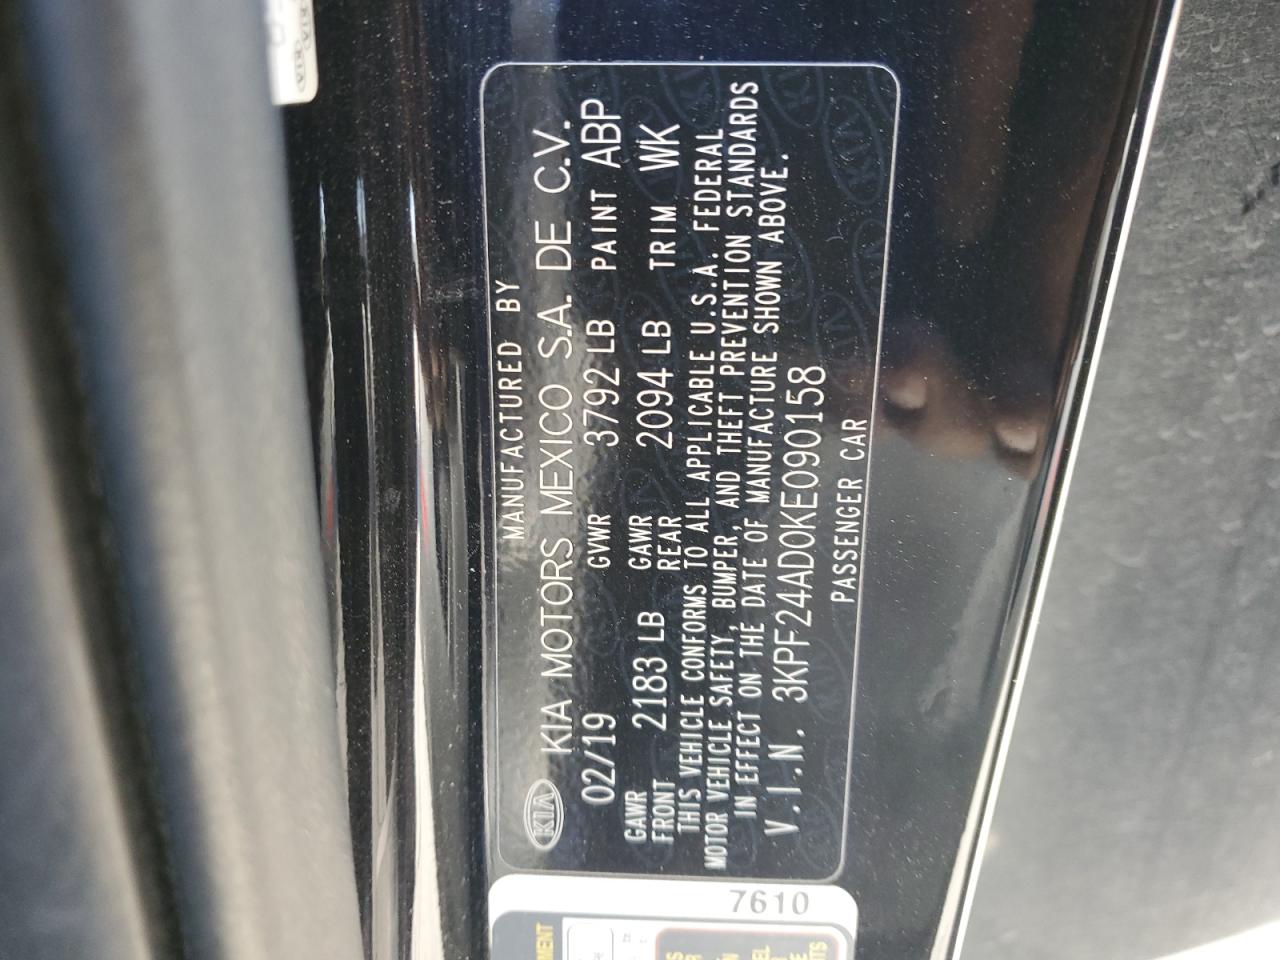 MANUFACTURED BY
KIA KIA MOTORS MEXICO S.A. DE C.V.
02/19 GVWR 3792 LB PAINT ABP
GAWR FRONT 2183 LB GAWR REAR 2094 LB TRIM WK
THIS VEHICLE CONFORMS TO ALL APPLICABLE U.S.A. FEDERAL
MOTOR VEHICLE SAFETY, BUMPER, AND THEFT PREVENTION STANDARDS
IN EFFECT ON THE DATE OF MANUFACTURE SHOWN ABOVE.
V.I.N. 3KPF24AD0KE090158
PASSENGER CAR
7610